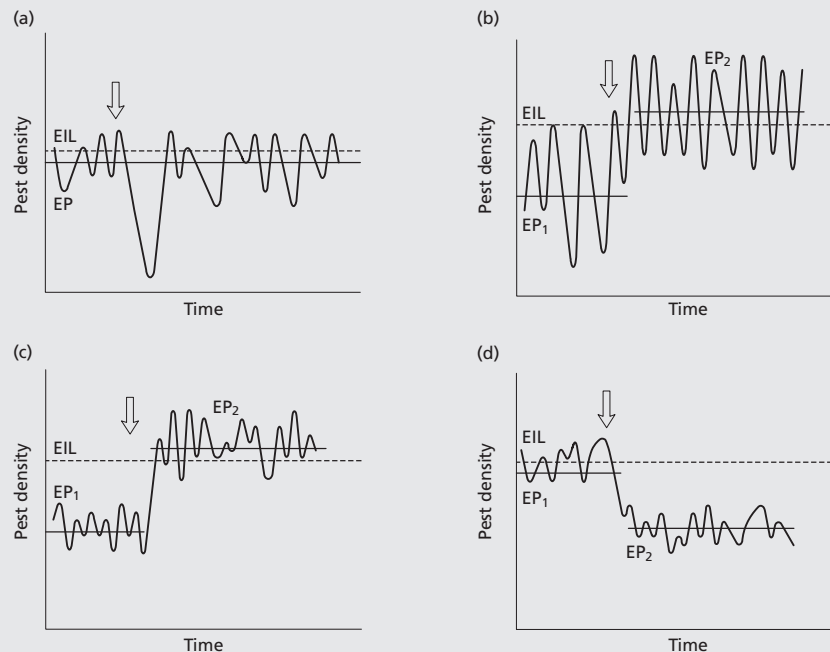 (a)
EIL
EP
Pest density
Time
(b)
EP2
EIL
EP1
Pest density
Time
(c)
EP2
EIL
EP1
Pest density
Time
(d)
EIL
EP1
EP2
Pest density
Time